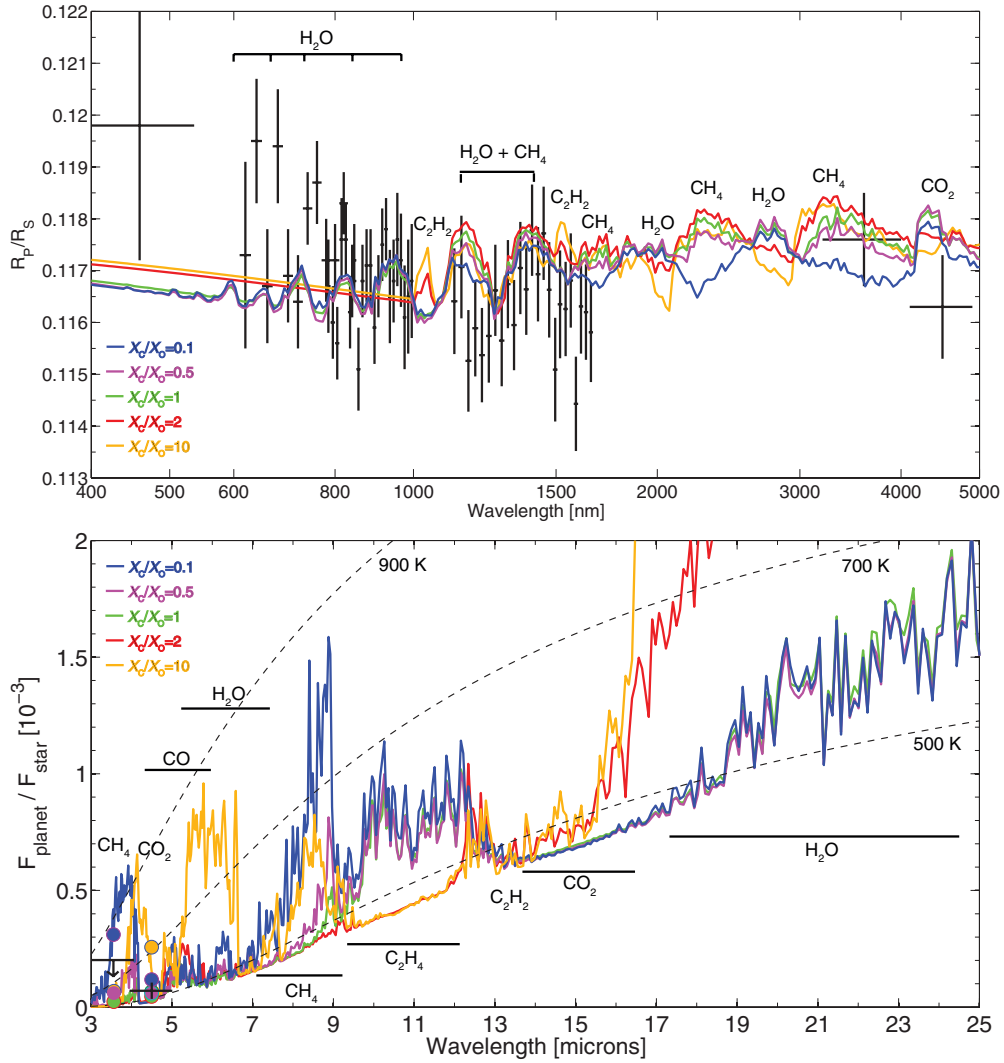 0.122
0.121
0.12
0.119
0.118
0.117
0.116
0.115
0.114
0.113
R_P/R_S
H₂O
H₂O + CH₄
C₂H₂
C₂H₂
CH₄
H₂O
CH₄
H₂O
CH₄
CO₂
X_C/X_O=0.1
X_C/X_O=0.5
X_C/X_O=1
X_C/X_O=2
X_C/X_O=10
400 500 600 800 1000 1500 2000 3000 4000 5000
Wavelength [nm]
2
1.5
1
0.5
0
F_planet / F_star [10⁻³]
X_C/X_O=0.1
X_C/X_O=0.5
X_C/X_O=1
X_C/X_O=2
X_C/X_O=10
900 K
700 K
500 K
H₂O
CO
CH₄
CO₂
CH₄
C₂H₄
C₂H₂
CO₂
H₂O
3 5 7 9 11 13 15 17 19 21 23 25
Wavelength [microns]